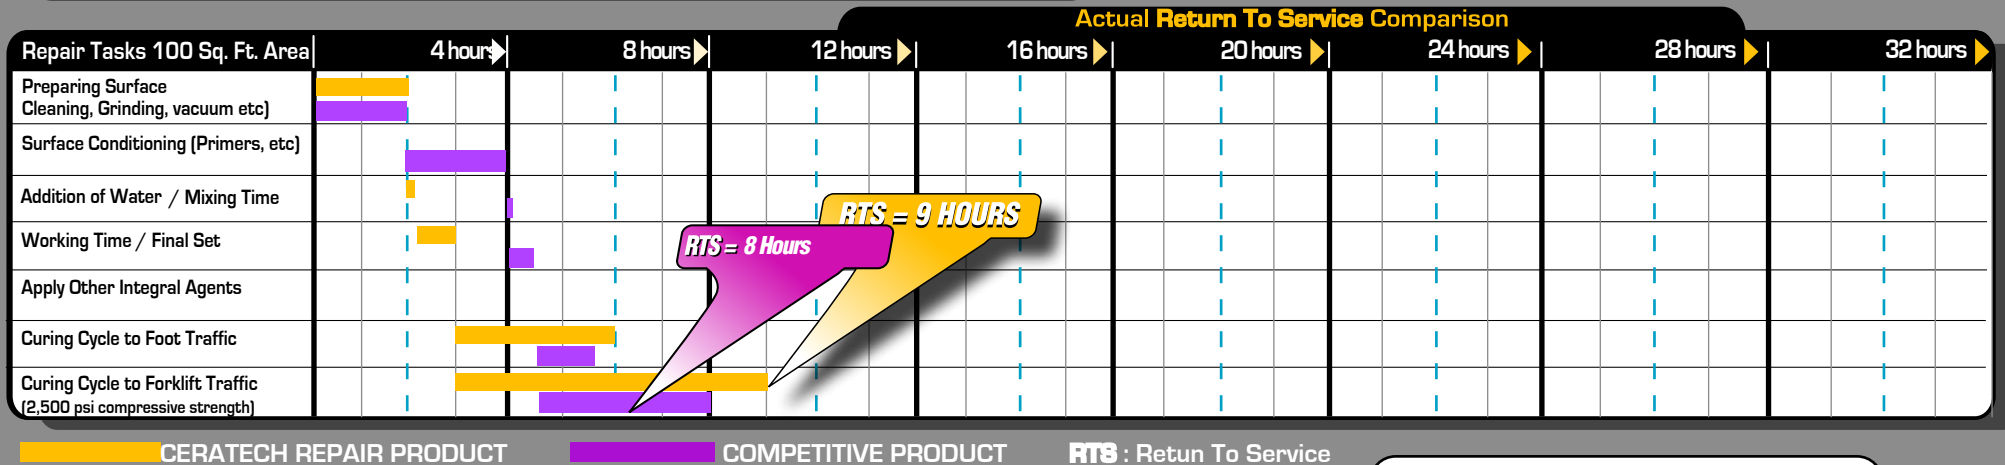 Actual Return To Service Comparison
Repair Tasks 100 Sq. Ft. Area 4 hours 8 hours 12 hours 16 hours 20 hours 24 hours 28 hours 32 hours
Preparing Surface
Cleaning, Grinding, vacuum etc)
Surface Conditioning (Primers, etc)
Addition of Water / Mixing Time
RTS = 9 HOURS
Working Time / Final Set
RTS = 8 Hours
Apply Other Integral Agents
Curing Cycle to Foot Traffic
Curing Cycle to Forklift Traffic
(2,500 psi compressive strength)
CERATECH REPAIR PRODUCT COMPETITIVE PRODUCT RTS : Retun To Service